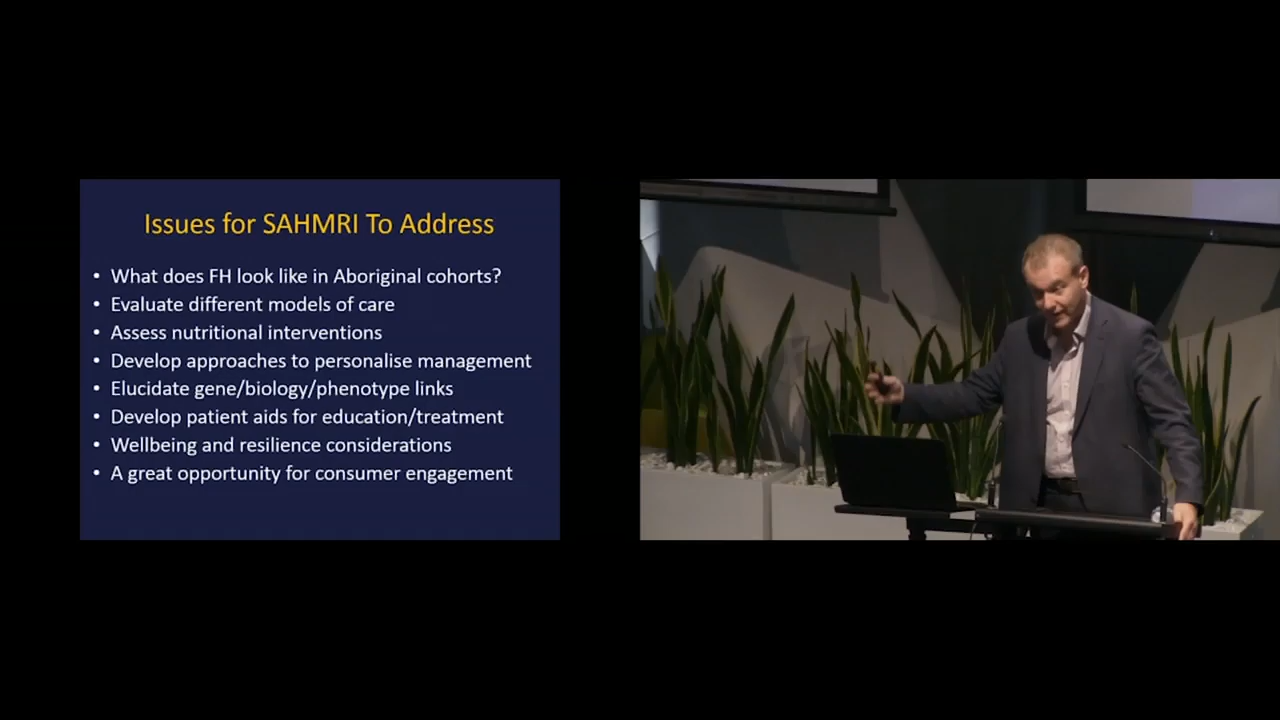 Issues for SAHMRI To Address
• What does FH look like in Aboriginal cohorts?
• Evaluate different models of care
• Assess nutritional interventions
• Develop approaches to personalise management
• Elucidate gene/biology/phenotype links
• Develop patient aids for education/treatment
• Wellbeing and resilience considerations
• A great opportunity for consumer engagement